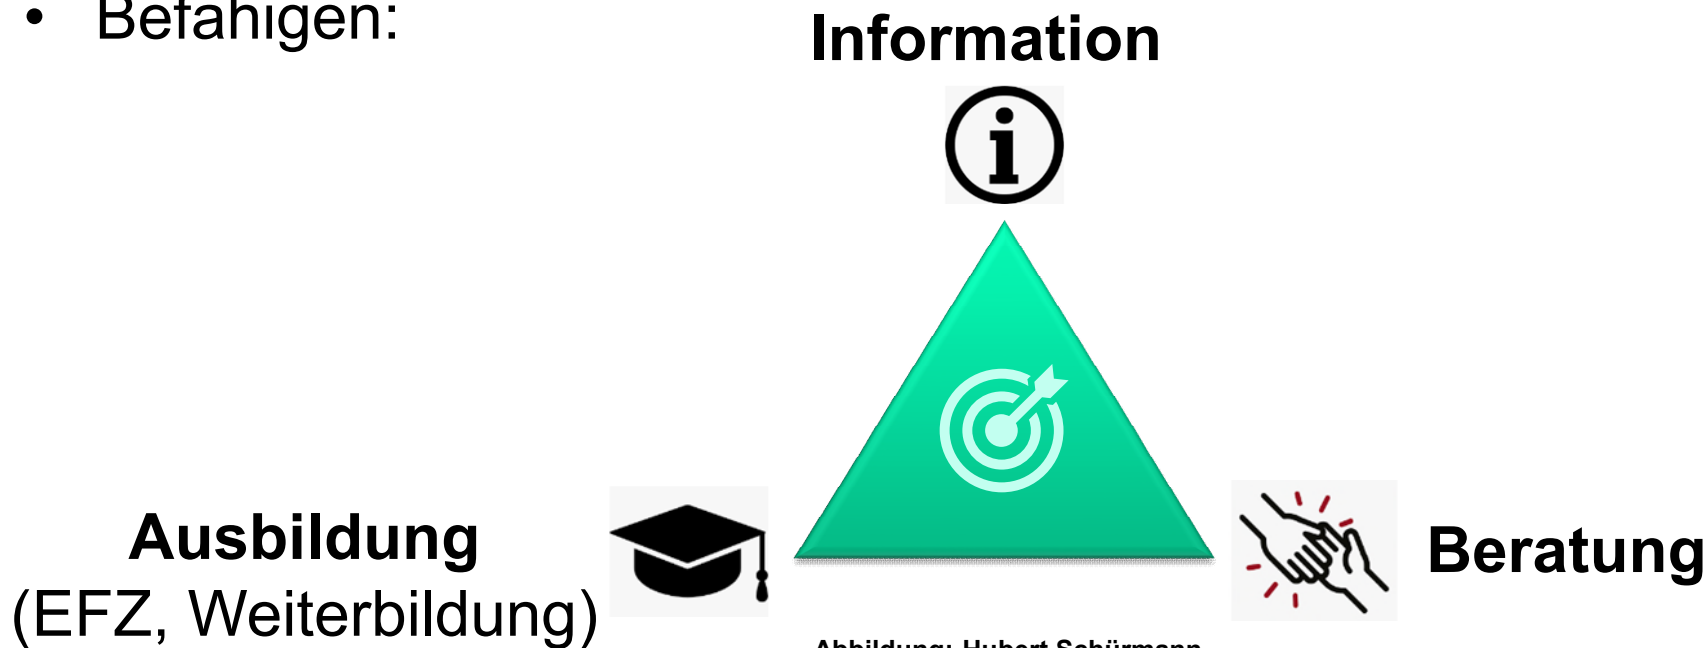 • Befähigen:
Information
Ausbildung
(EFZ, Weiterbildung)
Beratung
Abbildung: Hubert Schürmann